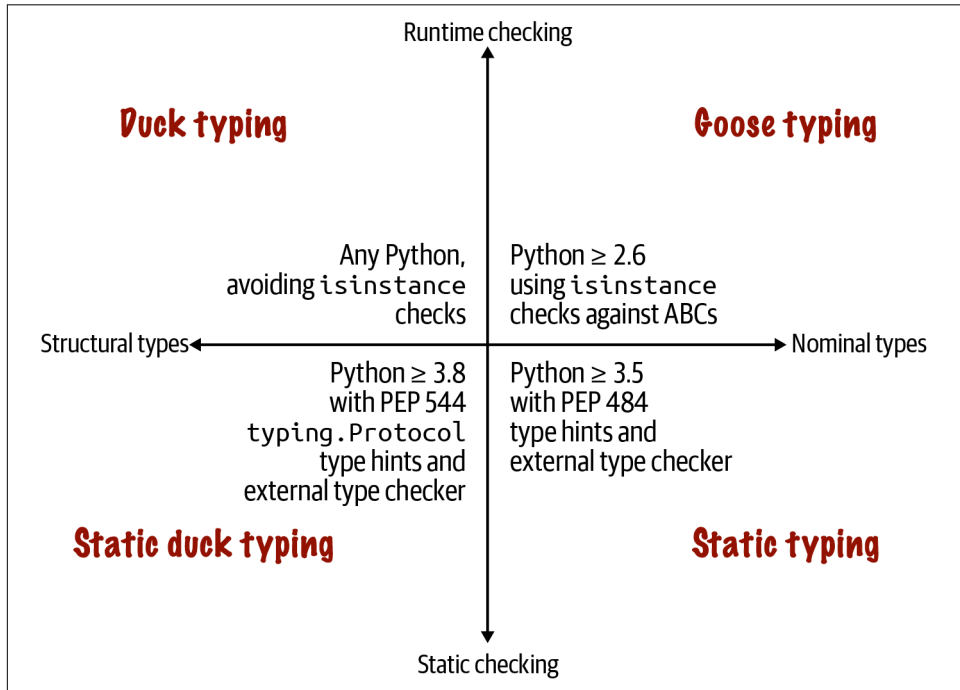 Runtime checking
Duck typing
Goose typing
Any Python,
avoiding isinstance
checks
Python ≥ 2.6
using isinstance
checks against ABCs
Structural types
Nominal types
Python ≥ 3.8
with PEP 544
typing.Protocol
type hints and
external type checker
Python ≥ 3.5
with PEP 484
type hints and
external type checker
Static duck typing
Static typing
Static checking